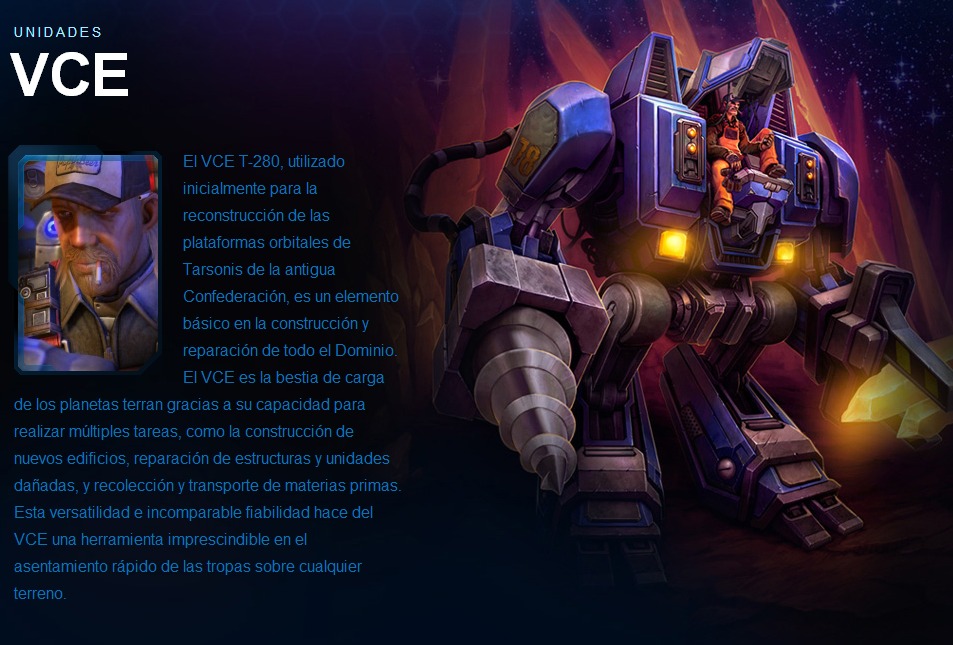 UNIDADES
VCE
El VCE T-280, utilizado
inicialmente para la
reconstrucción de las
plataformas orbitales de
Tarsonis de la antigua
Confederación, es un elemento
básico en la construcción y
reparación de todo el Dominio.
El VCE es la bestia de carga
de los planetas terran gracias a su capacidad para
realizar múltiples tareas, como la construcción de
nuevos edificios, reparación de estructuras y unidades
dañadas, y recolección y transporte de materias primas.
Esta versatilidad e incomparable fiabilidad hace del
VCE una herramienta imprescindible en el
asentamiento rápido de las tropas sobre cualquier
terreno.